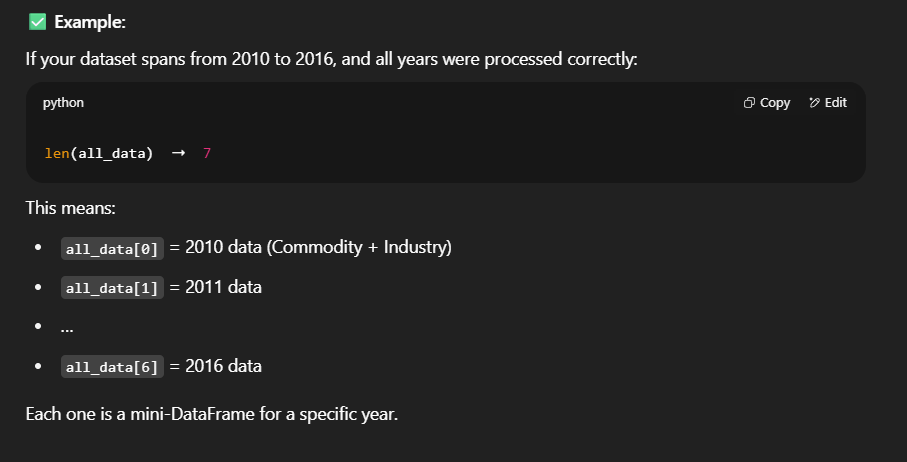 ✅ Example:
If your dataset spans from 2010 to 2016, and all years were processed correctly:
python
Copy
Edit
len(all_data) → 7
This means:
• all_data[0] = 2010 data (Commodity + Industry)
• all_data[1] = 2011 data
• ...
• all_data[6] = 2016 data
Each one is a mini-DataFrame for a specific year.